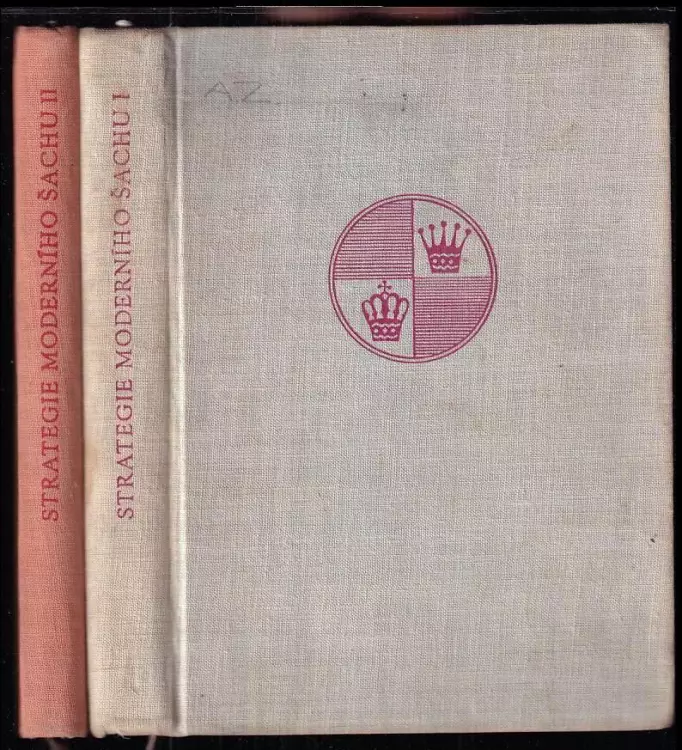 STRATEGIE MODERNÍHO ŠACHU II
STRATEGIE MODERNÍHO ŠACHU I
AZ